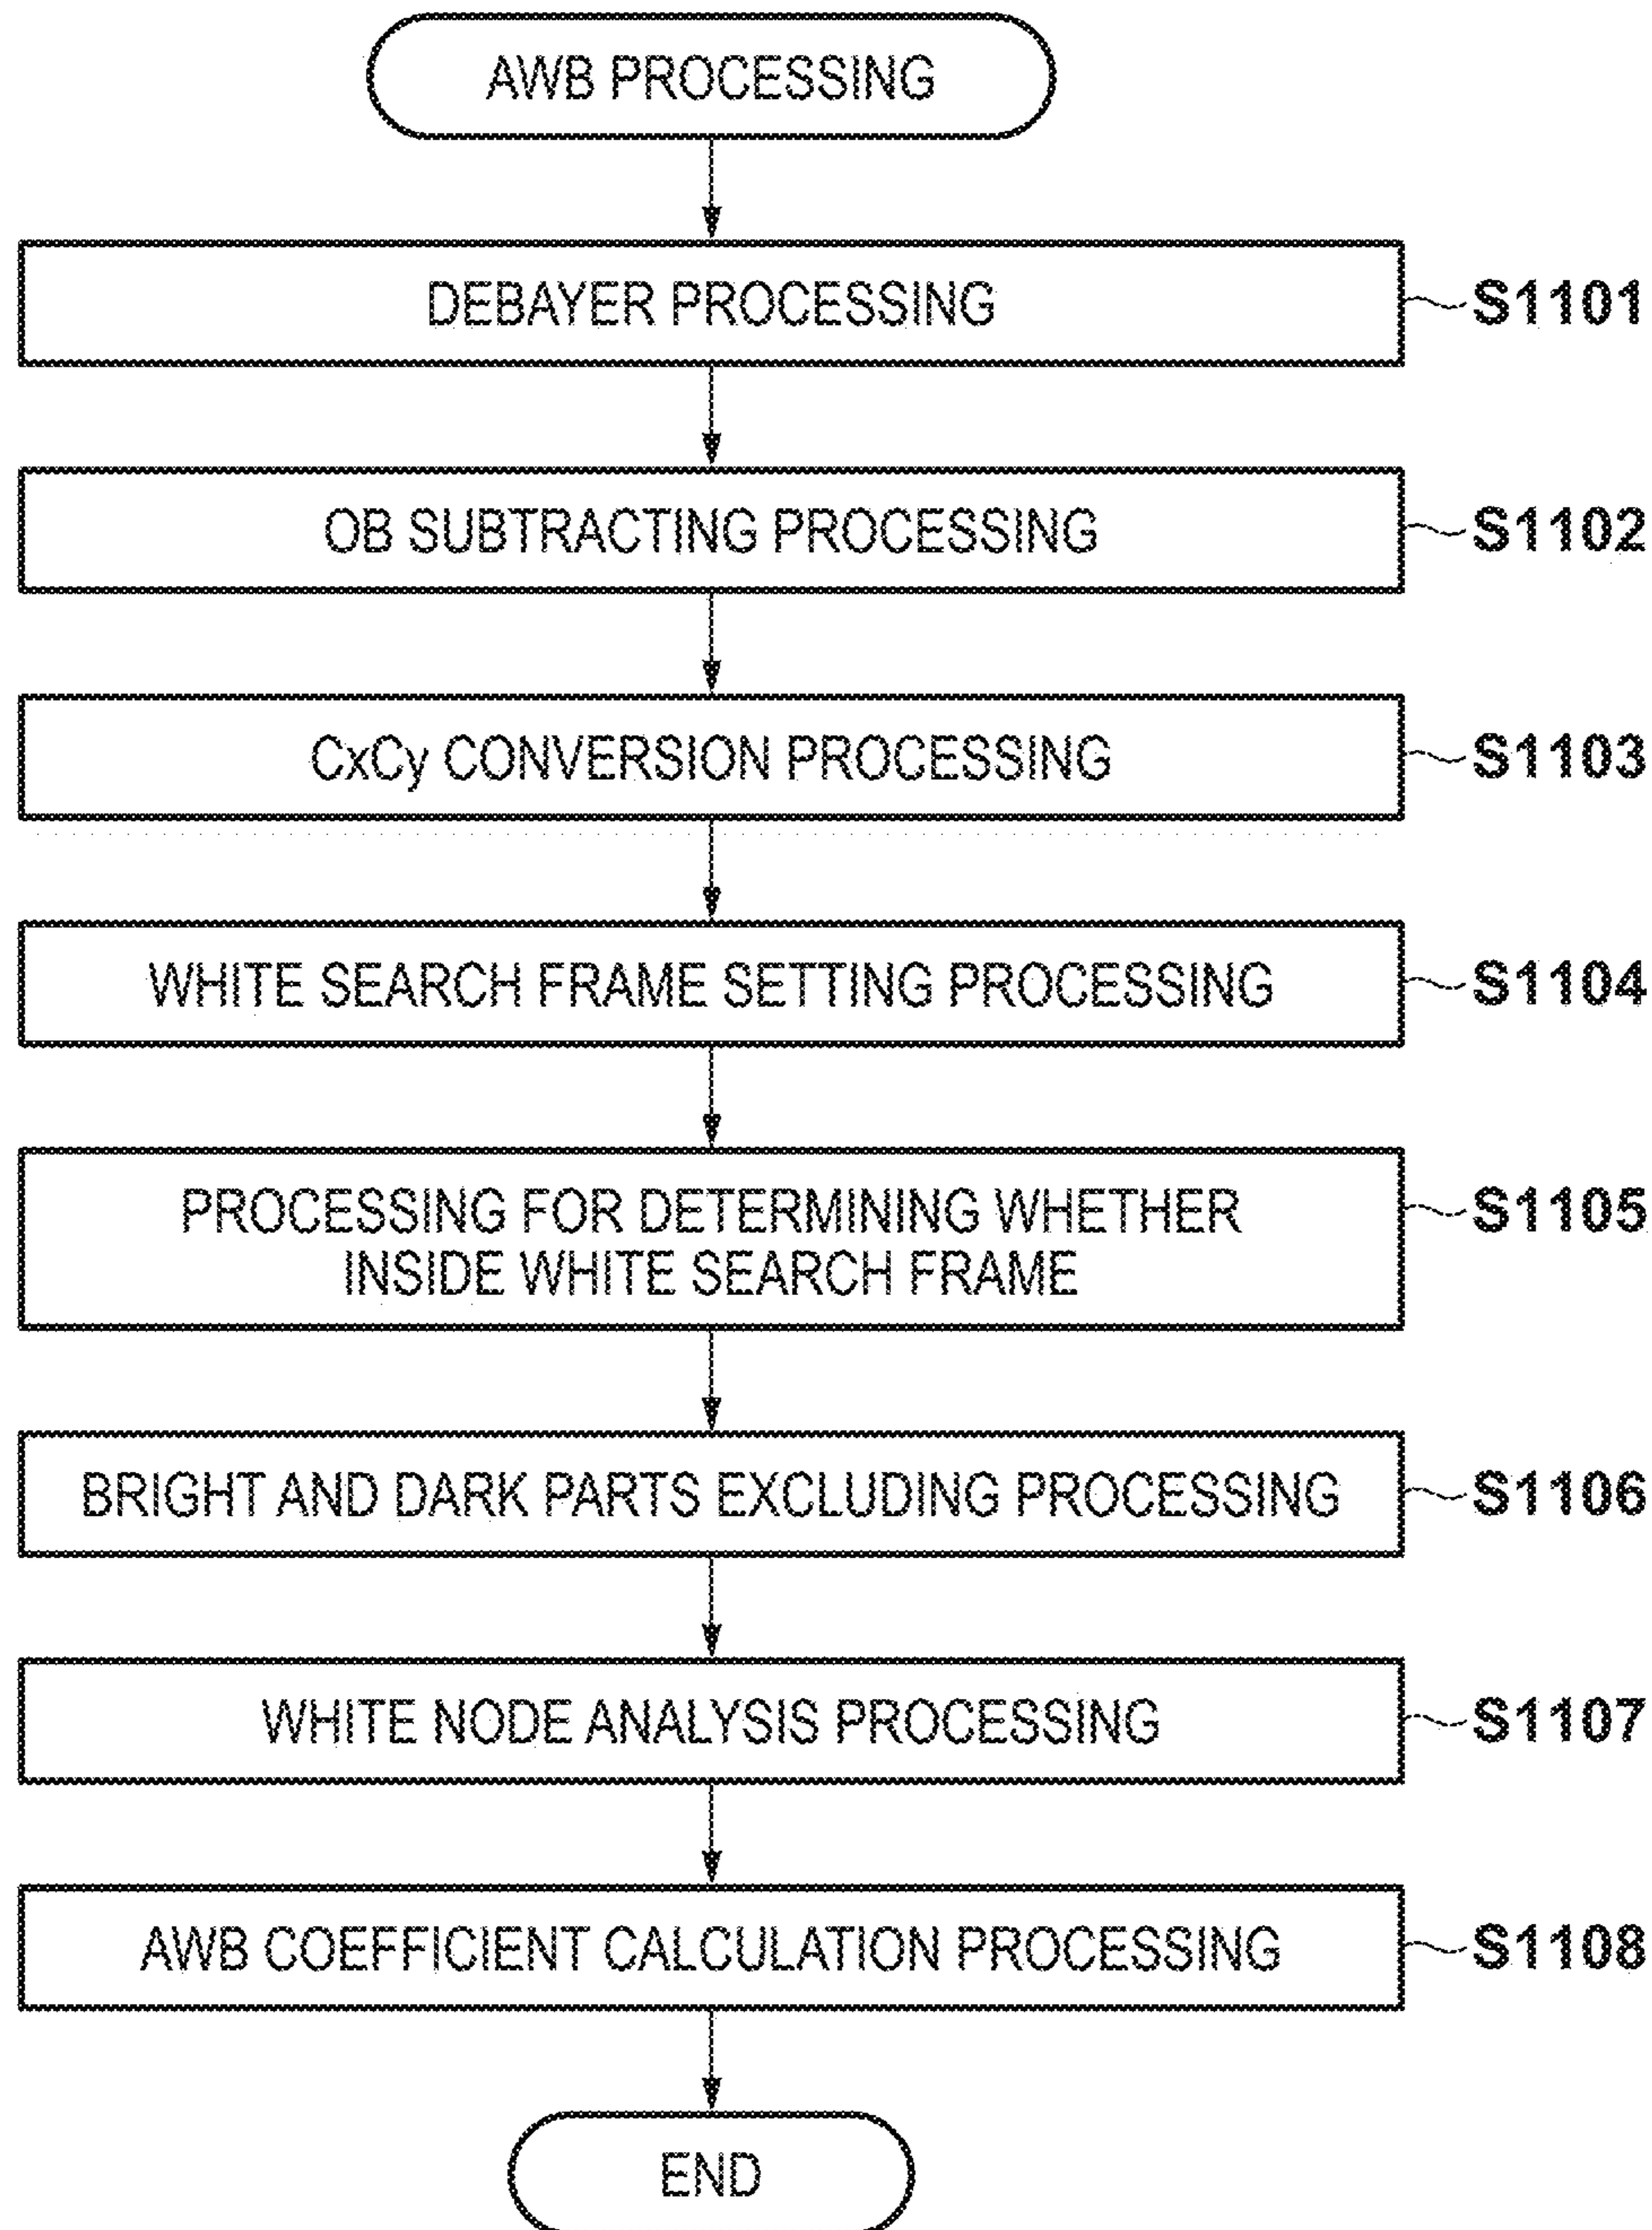 AWB PROCESSING
DEBAYER PROCESSING
S1101
OB SUBTRACTING PROCESSING
S1102
CxCy CONVERSION PROCESSING
S1103
WHITE SEARCH FRAME SETTING PROCESSING
S1104
PROCESSING FOR DETERMINING WHETHER
INSIDE WHITE SEARCH FRAME
S1105
BRIGHT AND DARK PARTS EXCLUDING PROCESSING
S1106
WHITE NODE ANALYSIS PROCESSING
S1107
AWB COEFFICIENT CALCULATION PROCESSING
S1108
END